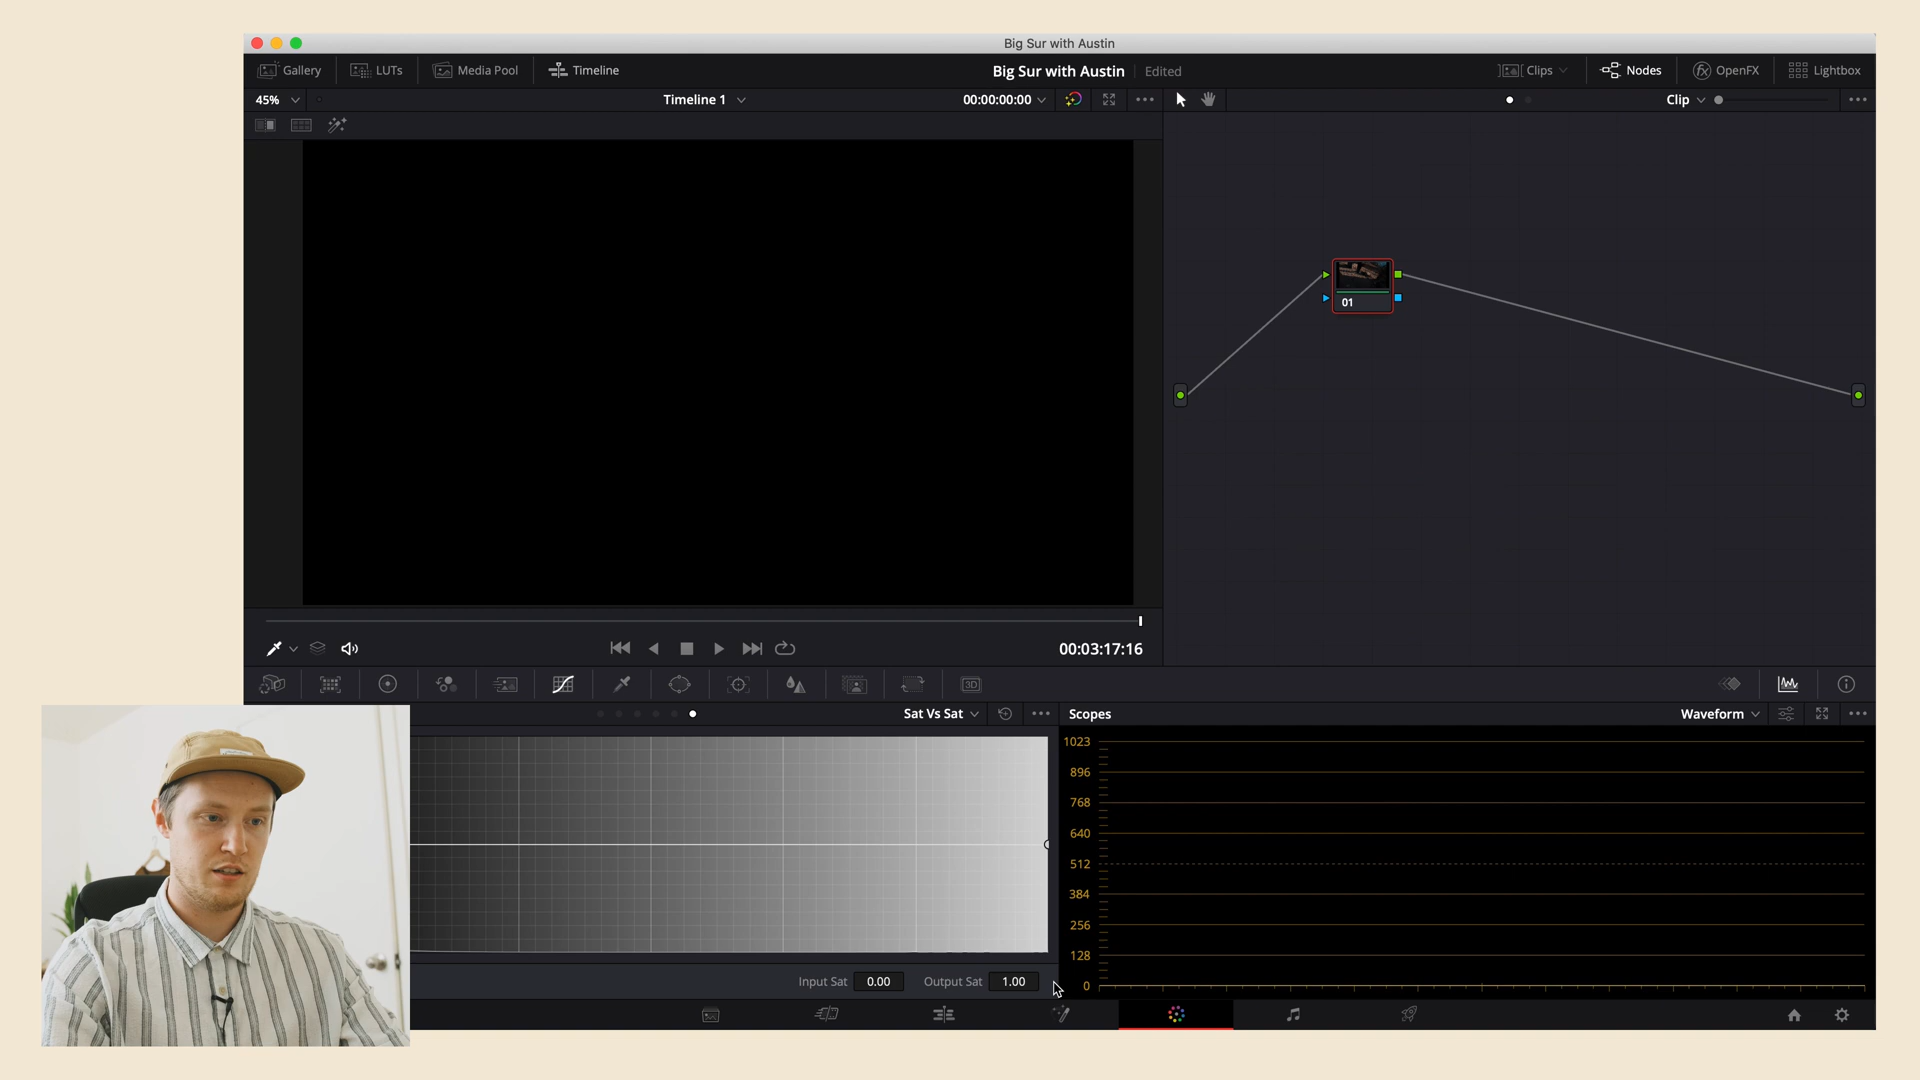 Big Sur with Austin
Gallery LUTs Media Pool Timeline Big Sur with Austin Edited Clips Nodes OpenFX Lightbox
45% Timeline 1 00:00:00:00 Clip
01
00:03:17:16
3D
Sat Vs Sat Scopes Waveform
1023
896
768
640
512
384
256
128
0
Input Sat 0.00 Output Sat 1.00